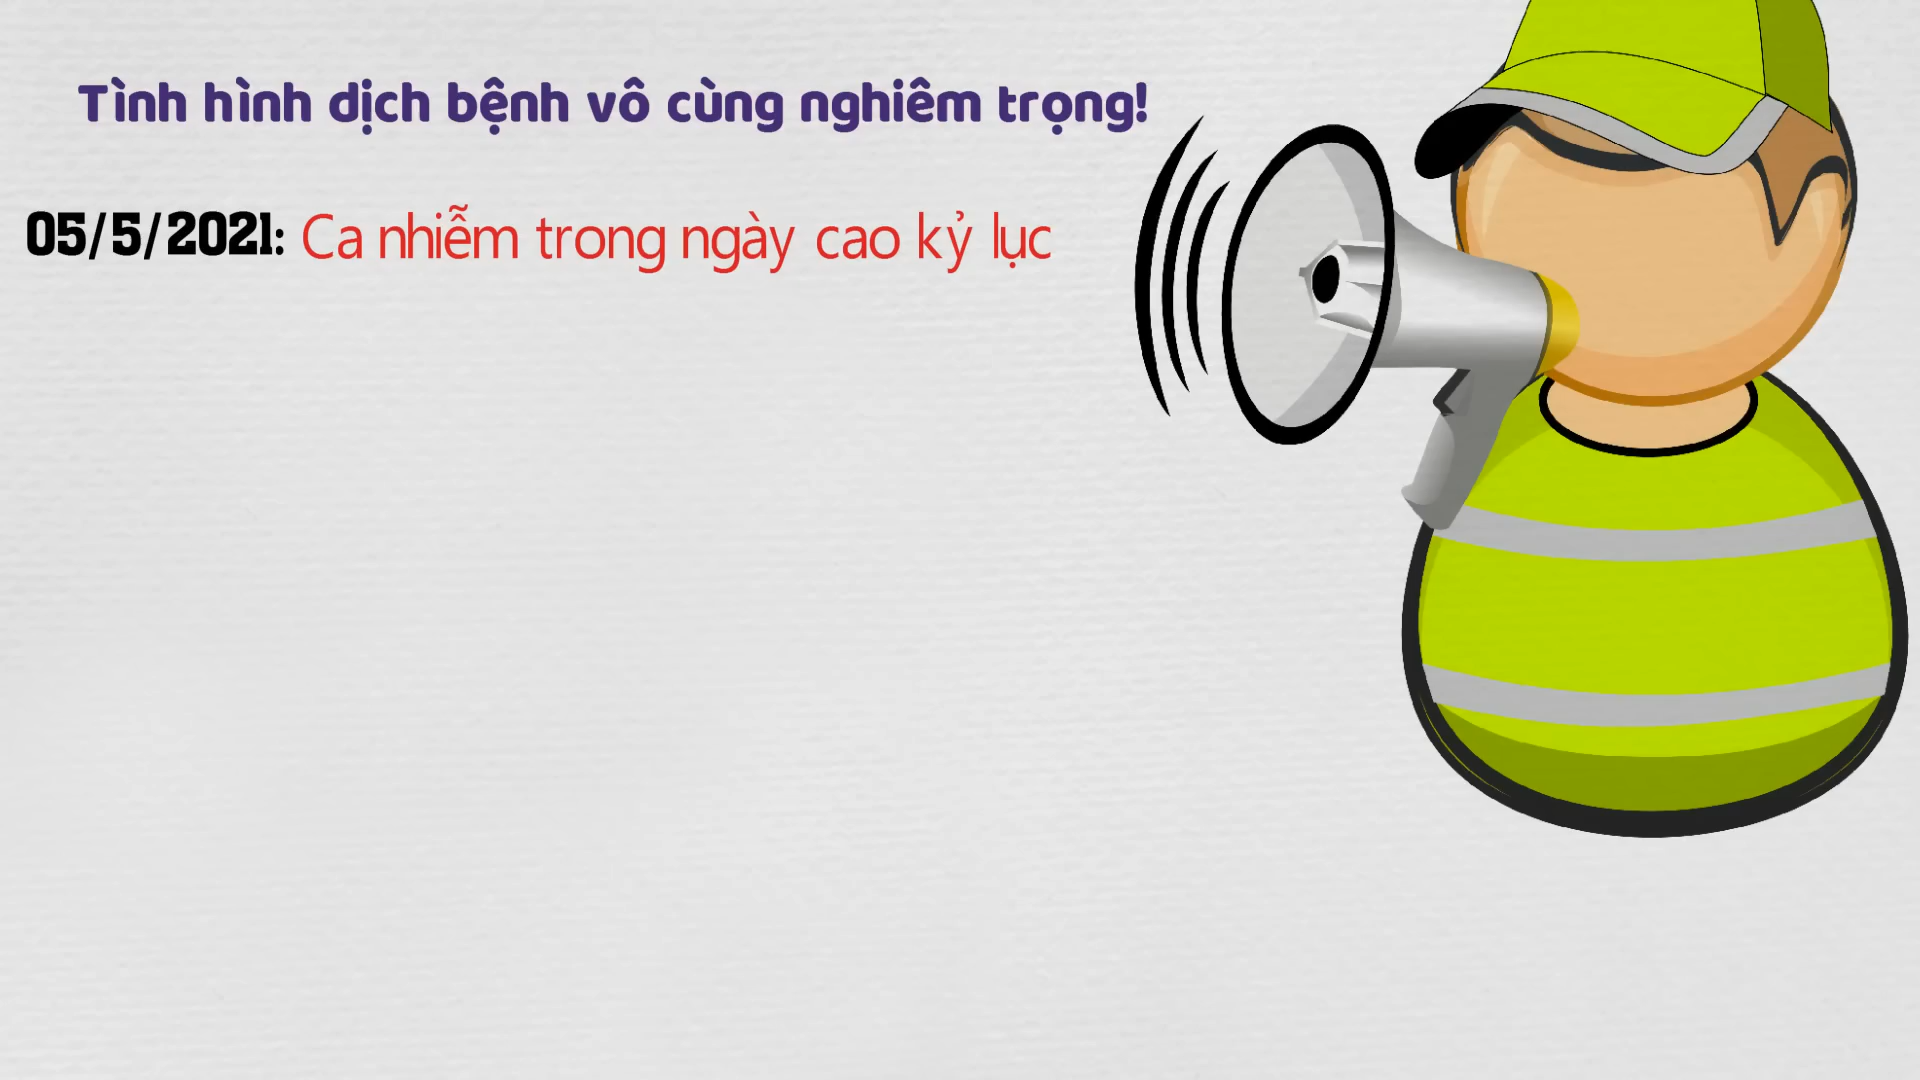 Tình hình dịch bệnh vô cùng nghiêm trọng!
05/5/2021: Ca nhiễm trong ngày cao kỷ lục